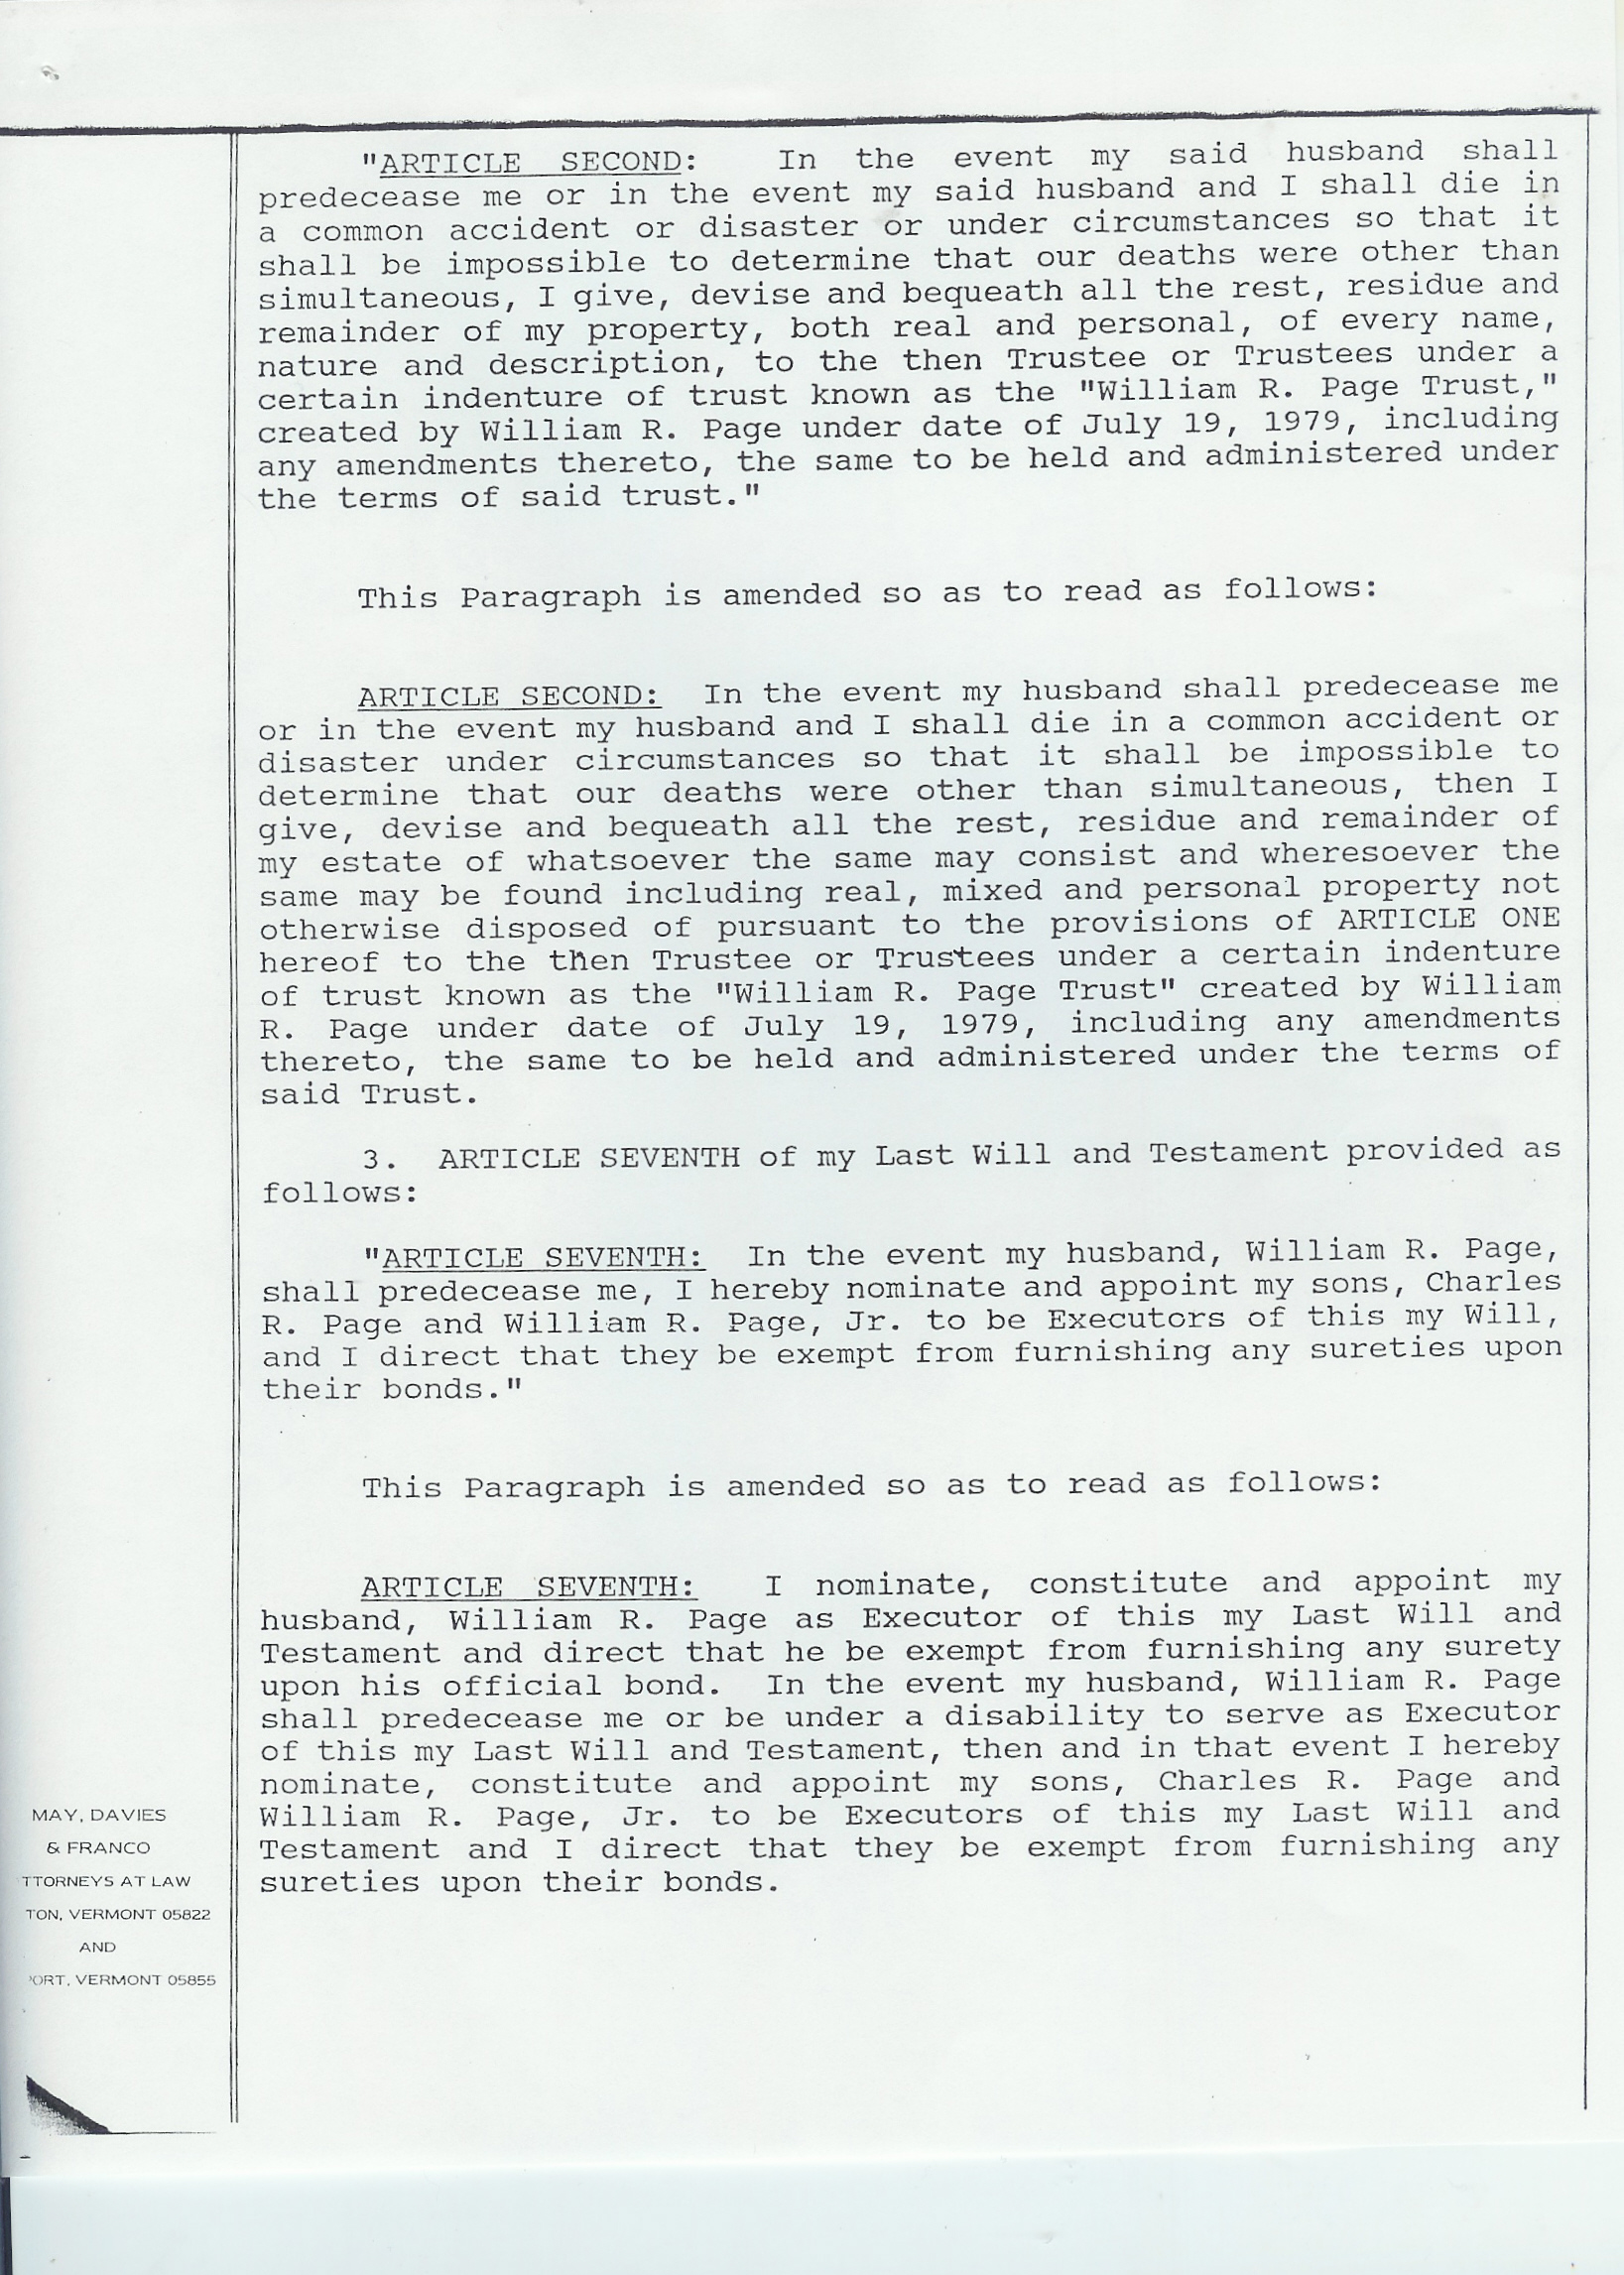 "ARTICLE SECOND: In the event my said husband shall
predecease me or in the event my said husband and I shall die in
a common accident or disaster or under circumstances so that it
shall be impossible to determine that our deaths were other than
simultaneous, I give, devise and bequeath all the rest, residue and
remainder of my property, both real and personal, of every name,
nature and description, to the then Trustee or Trustees under a
certain indenture of trust known as the "William R. Page Trust,"
created by William R. Page under date of July 19, 1979, including
any amendments thereto, the same to be held and administered under
the terms of said trust."
This Paragraph is amended so as to read as follows:
ARTICLE SECOND: In the event my husband shall predecease me
or in the event my husband and I shall die in a common accident or
disaster under circumstances so that it shall be impossible to
determine that our deaths were other than simultaneous, then I
give, devise and bequeath all the rest, residue and remainder of
my estate of whatsoever the same may consist and wheresoever the
same may be found including real, mixed and personal property not
otherwise disposed of pursuant to the provisions of ARTICLE ONE
hereof to the then Trustee or Trustees under a certain indenture
of trust known as the "William R. Page Trust" created by William
R. Page under date of July 19, 1979, including any amendments
thereto, the same to be held and administered under the terms of
said Trust.
3. ARTICLE SEVENTH of my Last Will and Testament provided as
follows:
"ARTICLE SEVENTH: In the event my husband, William R. Page,
shall predecease me, I hereby nominate and appoint my sons, Charles
R. Page and William R. Page, Jr. to be Executors of this my Will,
and I direct that they be exempt from furnishing any sureties upon
their bonds."
This Paragraph is amended so as to read as follows:
ARTICLE SEVENTH: I nominate, constitute and appoint my
husband, William R. Page as Executor of this my Last Will and
Testament and direct that he be exempt from furnishing any surety
upon his official bond. In the event my husband, William R. Page
shall predecease me or be under a disability to serve as Executor
of this my Last Will and Testament, then and in that event I hereby
nominate, constitute and appoint my sons, Charles R. Page and
William R. Page, Jr. to be Executors of this my Last Will and
Testament and I direct that they be exempt from furnishing any
sureties upon their bonds.
MAY, DAVIES
& FRANCO
TTORNEYS AT LAW
TON, VERMONT 05822
AND
PORT, VERMONT 05855